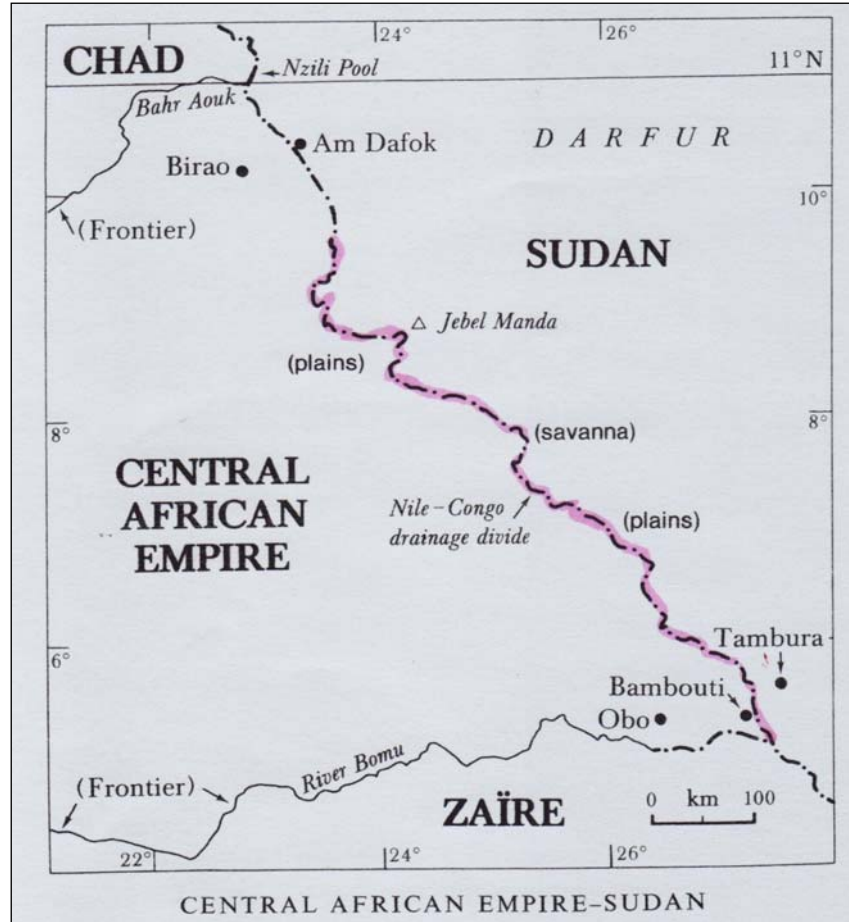 24°
26°
CHAD
Nzili Pool
11°N
Bahr Aouk
Am Dafok
DARFUR
Birao
10°
(Frontier)
SUDAN
Jebel Manda
(plains)
8°
8°
(savanna)
CENTRAL
AFRICAN
EMPIRE
Nile–Congo
drainage divide
(plains)
6°
Tambura
Bambouti
Obo
River Bomu
(Frontier)
ZAÏRE
0 km 100
22°
24°
26°
CENTRAL AFRICAN EMPIRE–SUDAN